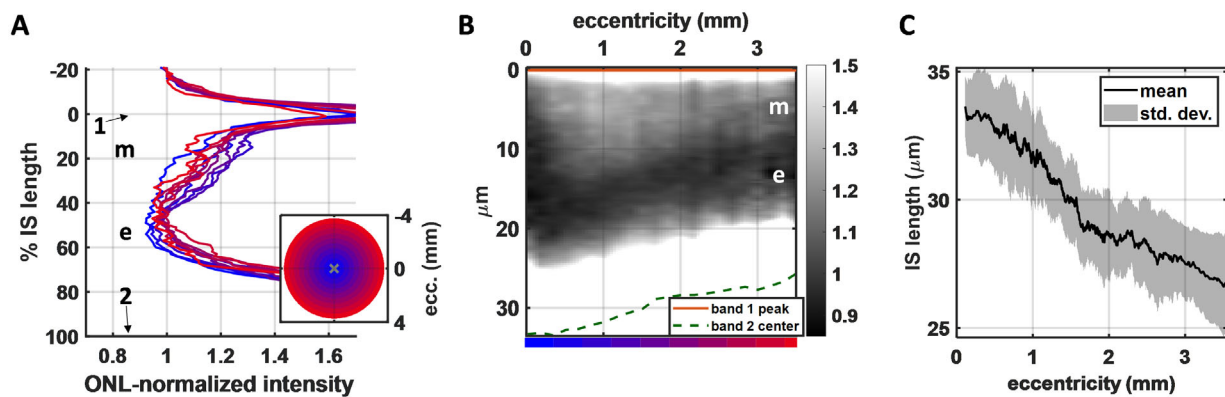 A
-20
0
20
40
60
80
100
% IS length
1
m
e
2
0.8
1
1.2
1.4
1.6
ONL-normalized intensity
-4
0
4
ecc. (mm)
B
eccentricity (mm)
0
1
2
3
0
10
20
30
µm
m
e
band 1 peak
band 2 center
1.5
1.4
1.3
1.2
1.1
1
0.9
C
35
30
25
IS length (µm)
mean
std. dev.
0
1
2
3
eccentricity (mm)